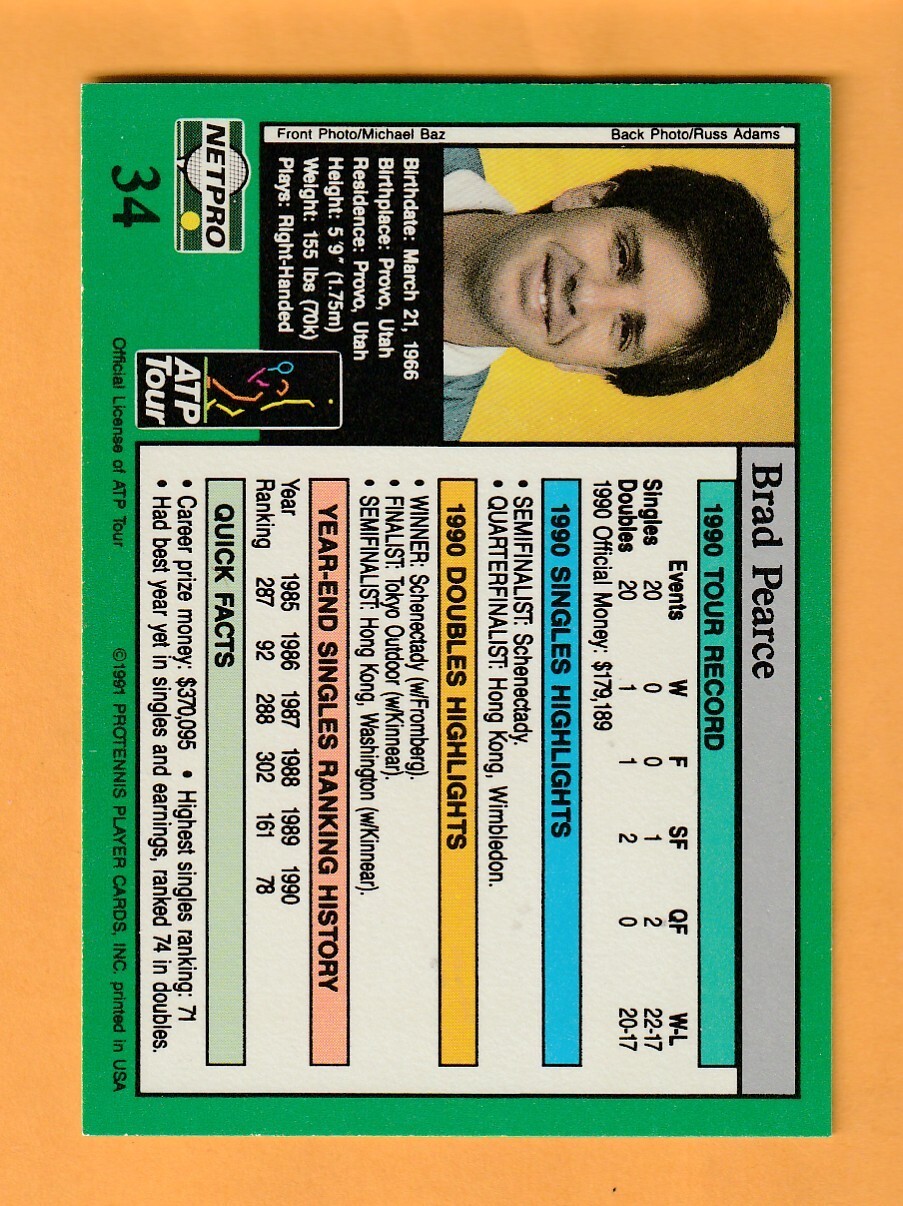 Front Photo/Michael Baz
Back Photo/Russ Adams
Birthdate: March 21, 1966
Birthplace: Provo, Utah
Residence: Provo, Utah
Height: 5 '9" (1.75m)
Weight: 155 lbs (70k)
Plays: Right-Handed
NETPRO
34
ATP
Tour
Official License of ATP Tour
Brad Pearce
1990 TOUR RECORD
Events W F SF QF W-L
Singles 20 0 0 1 2 22-17
Doubles 20 1 1 2 0 20-17
1990 Official Money: $179,189
1990 SINGLES HIGHLIGHTS
• SEMIFINALIST: Schenectady.
• QUARTERFINALIST: Hong Kong, Wimbledon.
1990 DOUBLES HIGHLIGHTS
• WINNER: Schenectady (w/Fromberg).
• FINALIST: Tokyo Outdoor (w/Kinnear).
• SEMIFINALIST: Hong Kong, Washington (w/Kinnear).
YEAR-END SINGLES RANKING HISTORY
Year 1985 1986 1987 1988 1989 1990
Ranking 287 92 288 302 161 78
QUICK FACTS
• Career prize money: $370,095 • Highest singles ranking: 71
• Had best year yet in singles and earnings, ranked 74 in doubles.
©1991 PROTENNIS PLAYER CARDS, INC. printed in USA